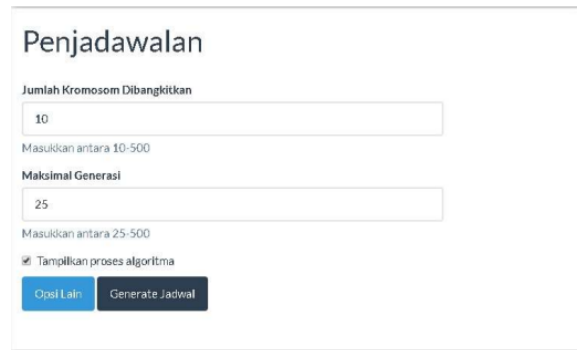 Penjadawalan
Jumlah Kromosom Dibangkitkan
10
Masukkan antara 10-500
Maksimal Generasi
25
Masukkan antara 25-500
Tampilkan proses algoritma
Opsi Lain Generate Jadwal